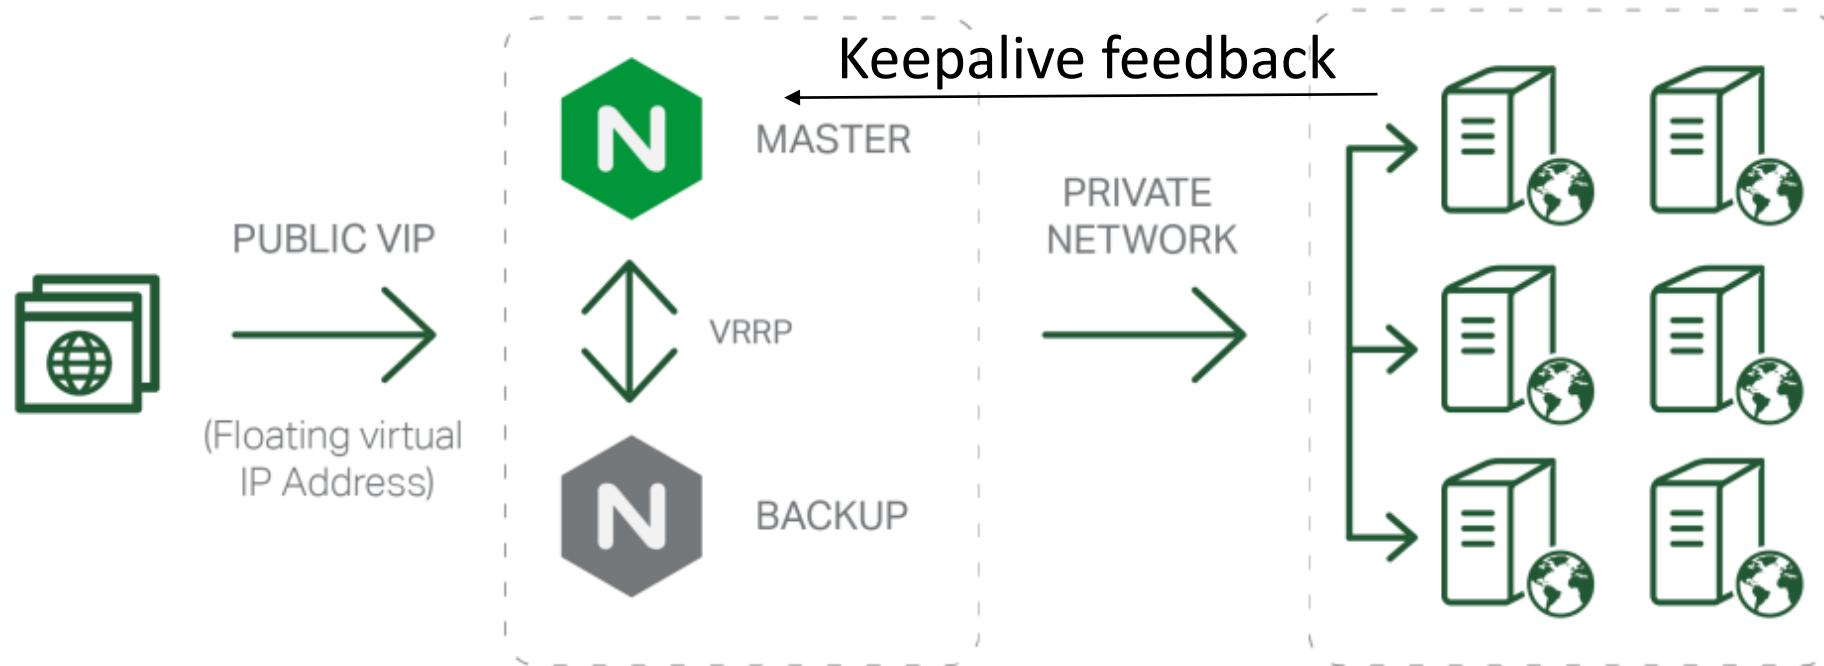 Keepalive feedback
N
MASTER
PUBLIC VIP
(Floating virtual
IP Address)
VRRP
N
BACKUP
PRIVATE
NETWORK